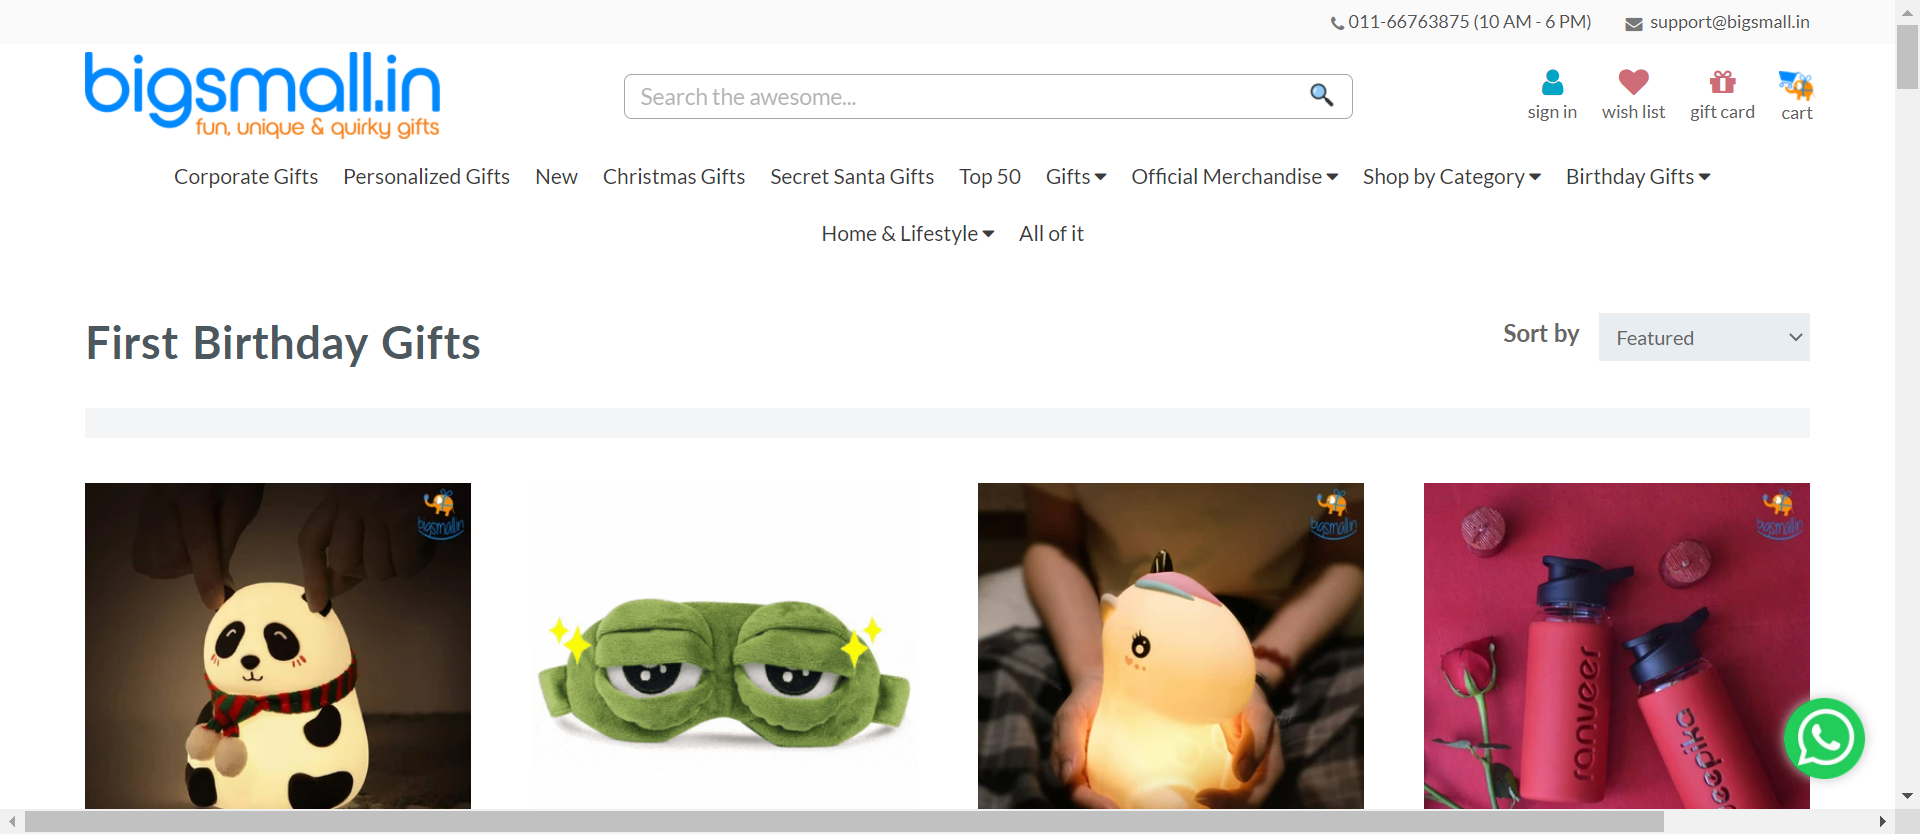 011-66763875 (10 AM - 6 PM) support@bigsmall.in
bigsmall.in
fun, unique & quirky gifts
Search the awesome...
sign in wish list gift card cart
Corporate Gifts Personalized Gifts New Christmas Gifts Secret Santa Gifts Top 50 Gifts Official Merchandise Shop by Category Birthday Gifts
Home & Lifestyle All of it
First Birthday Gifts
Sort by Featured
bigsmall.in
bigsmall.in
bigsmall.in
ranveer
deepika